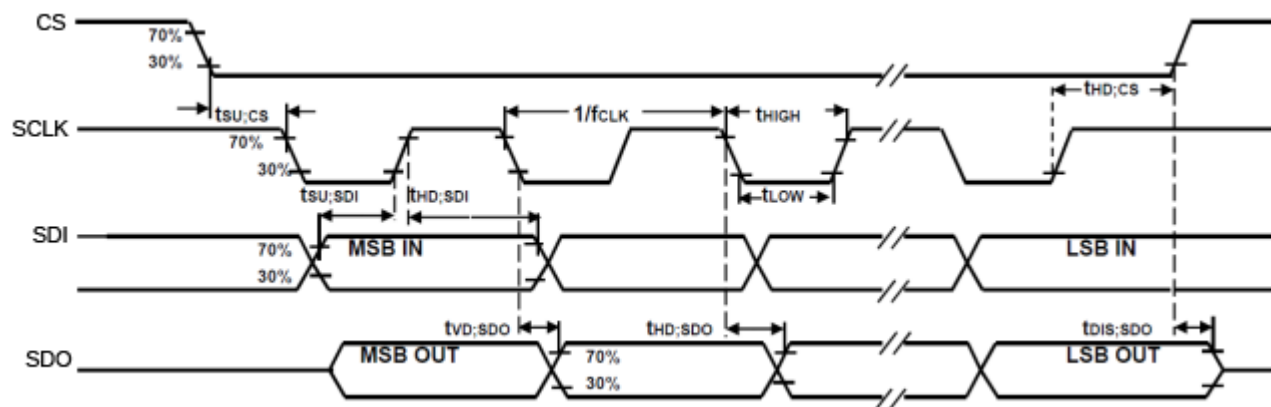 CS
70%
30%
tSU;CS
1/fCLK
tHIGH
tHD;CS
SCLK
70%
30%
tSU;SDI
tHD;SDI
tLOW
SDI
70%
30%
MSB IN
LSB IN
tVD;SDO
tHD;SDO
tDIS;SDO
SDO
MSB OUT
70%
30%
LSB OUT